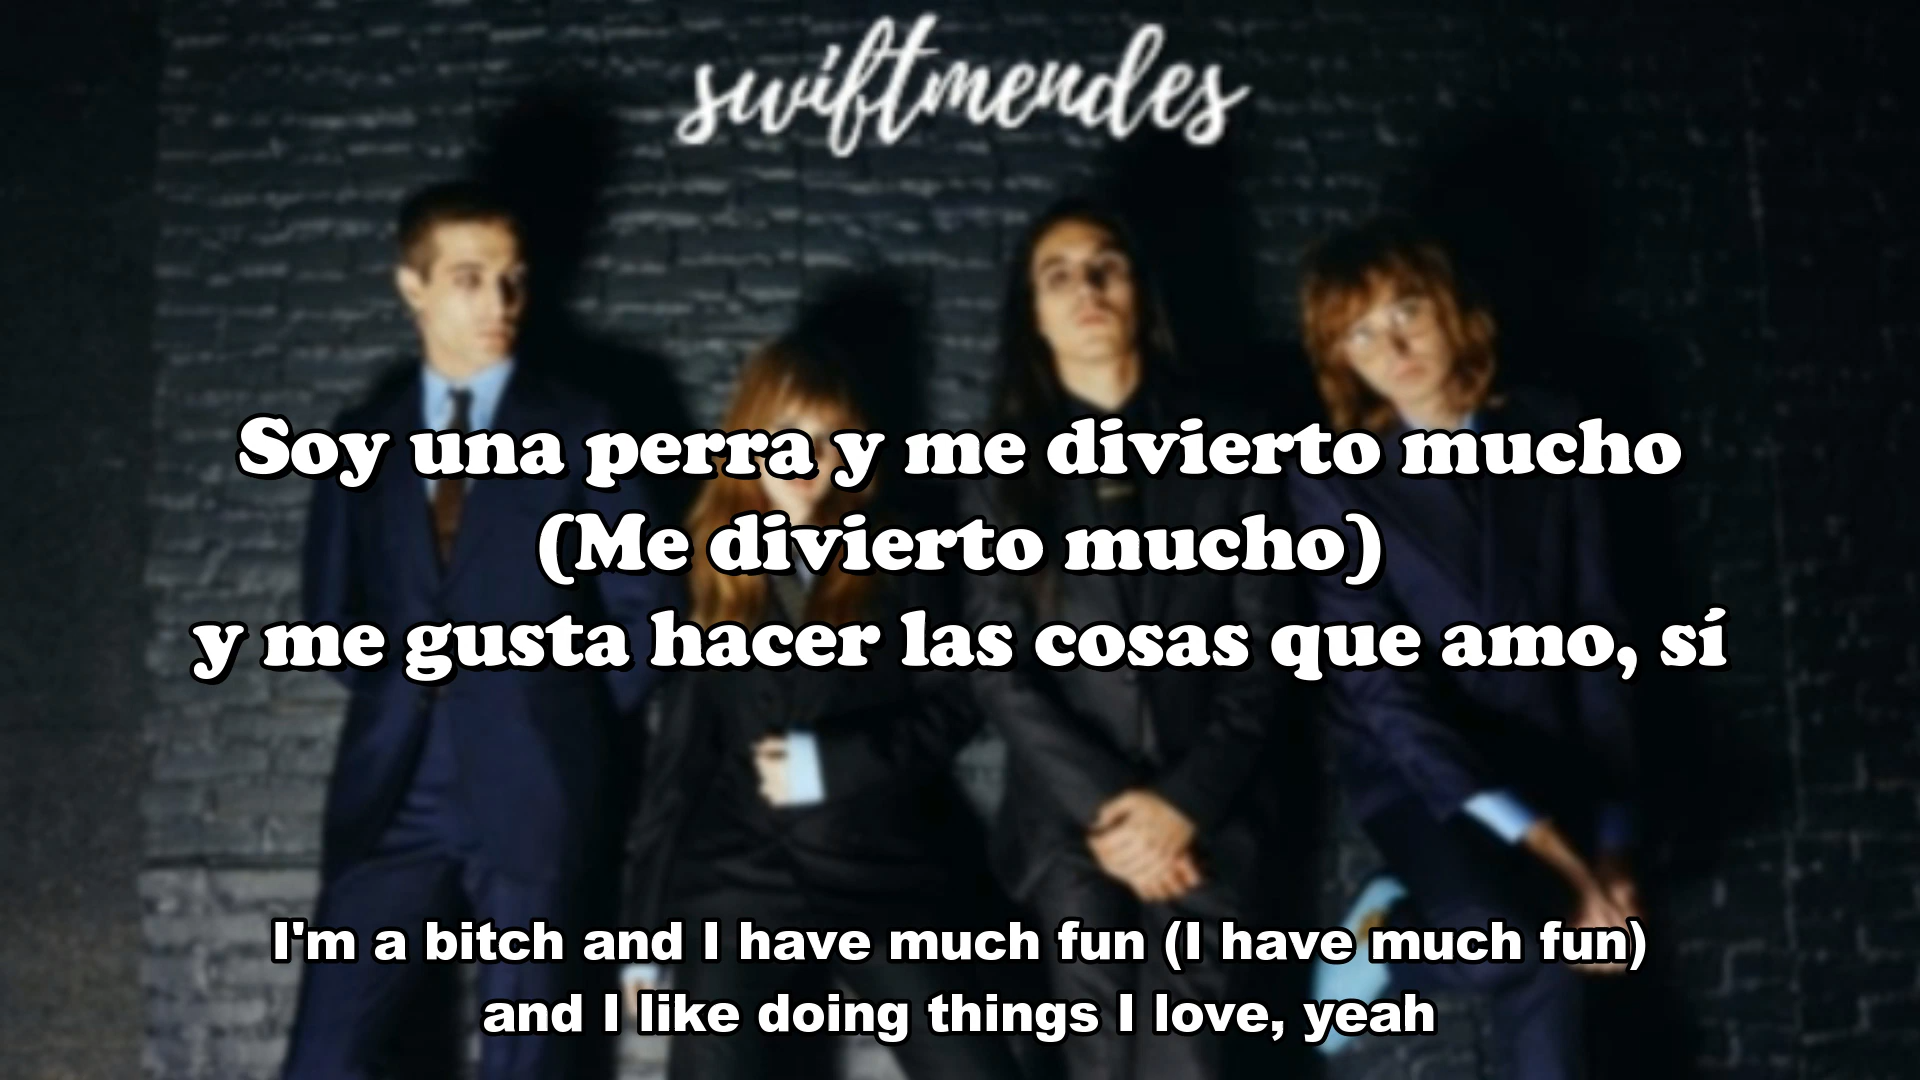 swiftmendes
Soy una perra y me divierto mucho
(Me divierto mucho)
y me gusta hacer las cosas que amo, sí
I'm a bitch and I have much fun (I have much fun)
and I like doing things I love, yeah